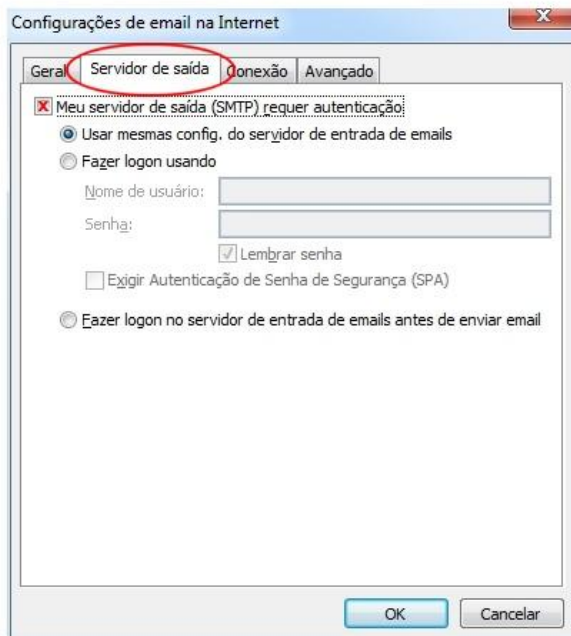 Configurações de email na Internet
Geral Servidor de saída Conexão Avançado
Meu servidor de saída (SMTP) requer autenticação
Usar mesmas config. do servidor de entrada de emails
Fazer logon usando
Nome de usuário:
Senha:
Lembrar senha
Exigir Autenticação de Senha de Segurança (SPA)
Fazer logon no servidor de entrada de emails antes de enviar email
OK Cancelar